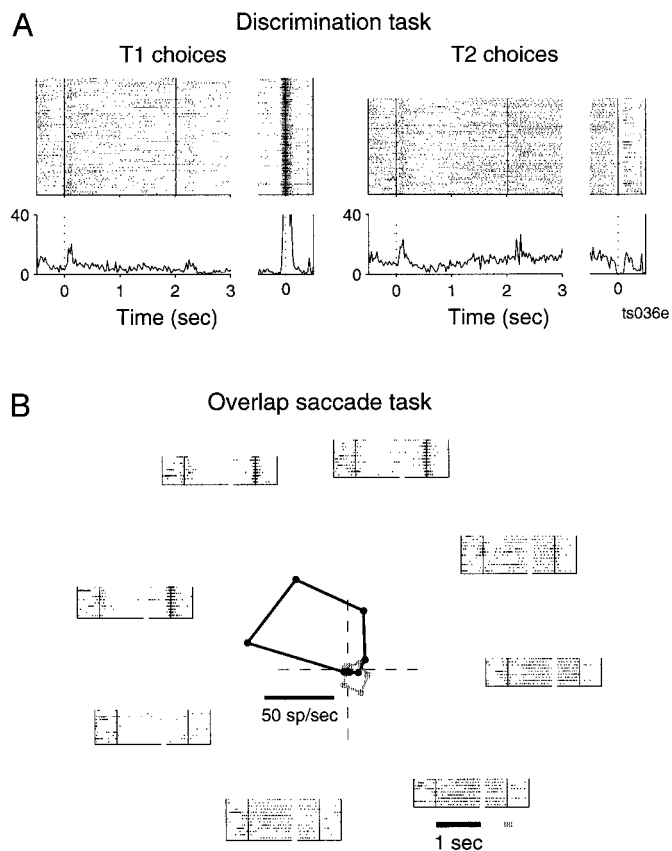 A
Discrimination task
T1 choices
T2 choices
40
0
40
0
0 1 2 3
0
0 1 2 3
0
Time (sec)
Time (sec)
ts036e
B
Overlap saccade task
50 sp/sec
1 sec